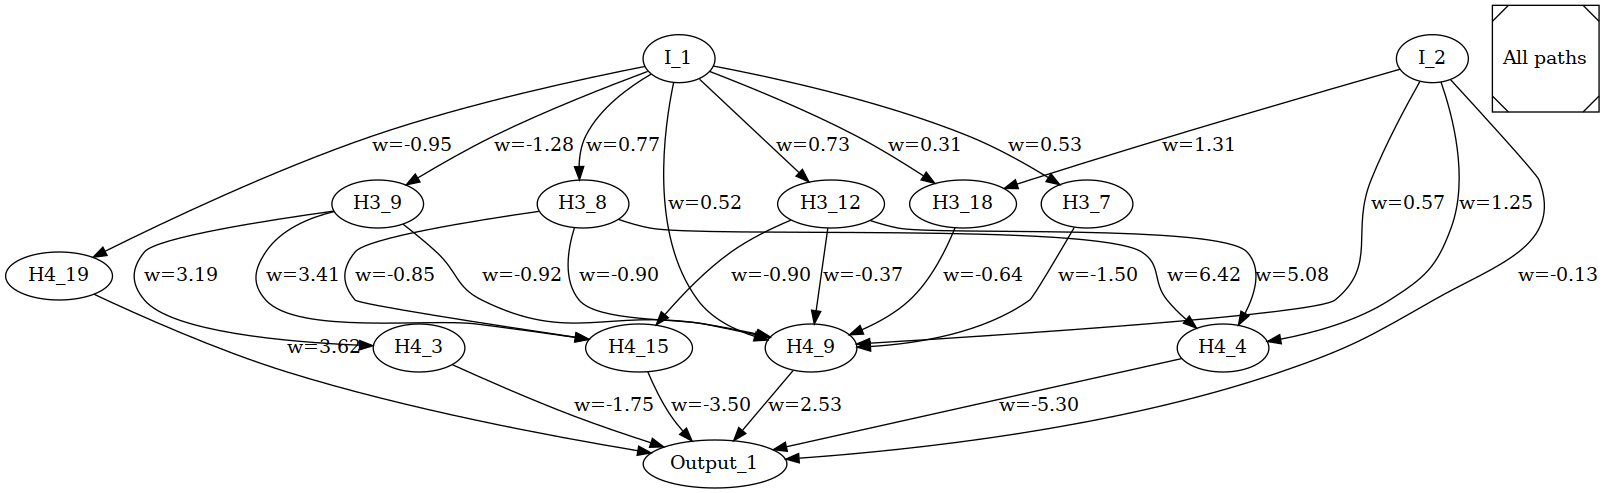 I_1
I_2
All paths
w=-0.95
w=-1.28
w=0.77
w=0.73
w=0.31
w=0.53
w=1.31
H3_9
H3_8
w=0.52
H3_12
H3_18
H3_7
w=0.57
w=1.25
H4_19
w=3.19
w=3.41
w=-0.85
w=-0.92
w=-0.90
w=-0.90
w=-0.37
w=-0.64
w=-1.50
w=6.42
w=5.08
w=-0.13
w=3.62
H4_3
H4_15
H4_9
H4_4
w=-1.75
w=-3.50
w=2.53
w=-5.30
Output_1